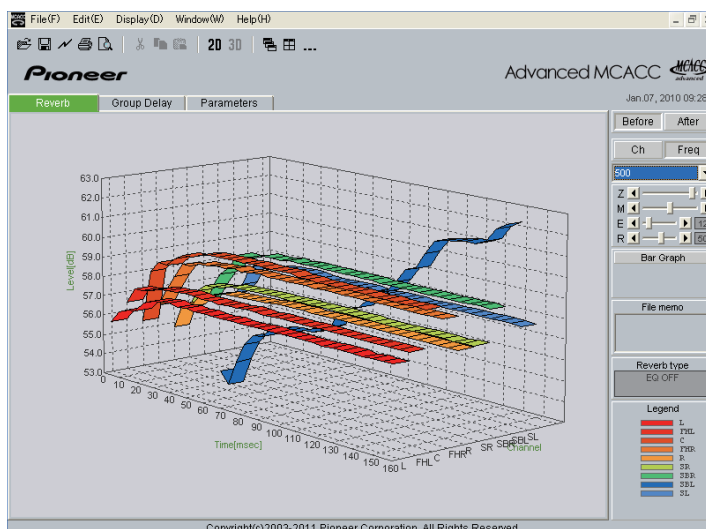 File(F) Edit(E) Display(D) Window(W) Help(H)
2D 3D ...
Pioneer
Advanced MCACC MCACC advanced
Reverb Group Delay Parameters
Jan.07, 2010 09:28
Before After
Ch Freq
500
Z
M
E 12
R 50
Bar Graph
File memo
Reverb type
EQ OFF
Legend
L
FHL
C
FHR
R
SR
SBR
SBL
SL
Level[dB]
63.0
62.0
61.0
60.0
59.0
58.0
57.0
56.0
55.0
54.0
53.0
0 10 20 30 40 50 60 70 80 90 100 110 120 130 140 150 160
Time[msec]
L FHL C FHR R SR SBR SBL SL
Channel
Copyright(c)2003-2011 Pioneer Corporation. All Rights Reserved.